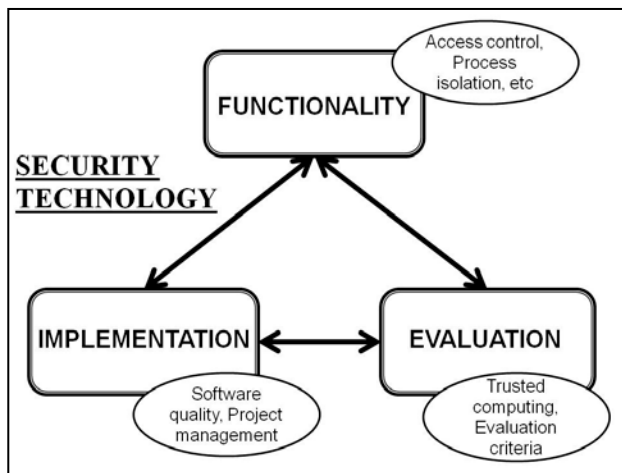 Access control,
Process
isolation, etc
FUNCTIONALITY
SECURITY
TECHNOLOGY
IMPLEMENTATION
EVALUATION
Software
quality, Project
management
Trusted
computing,
Evaluation
criteria